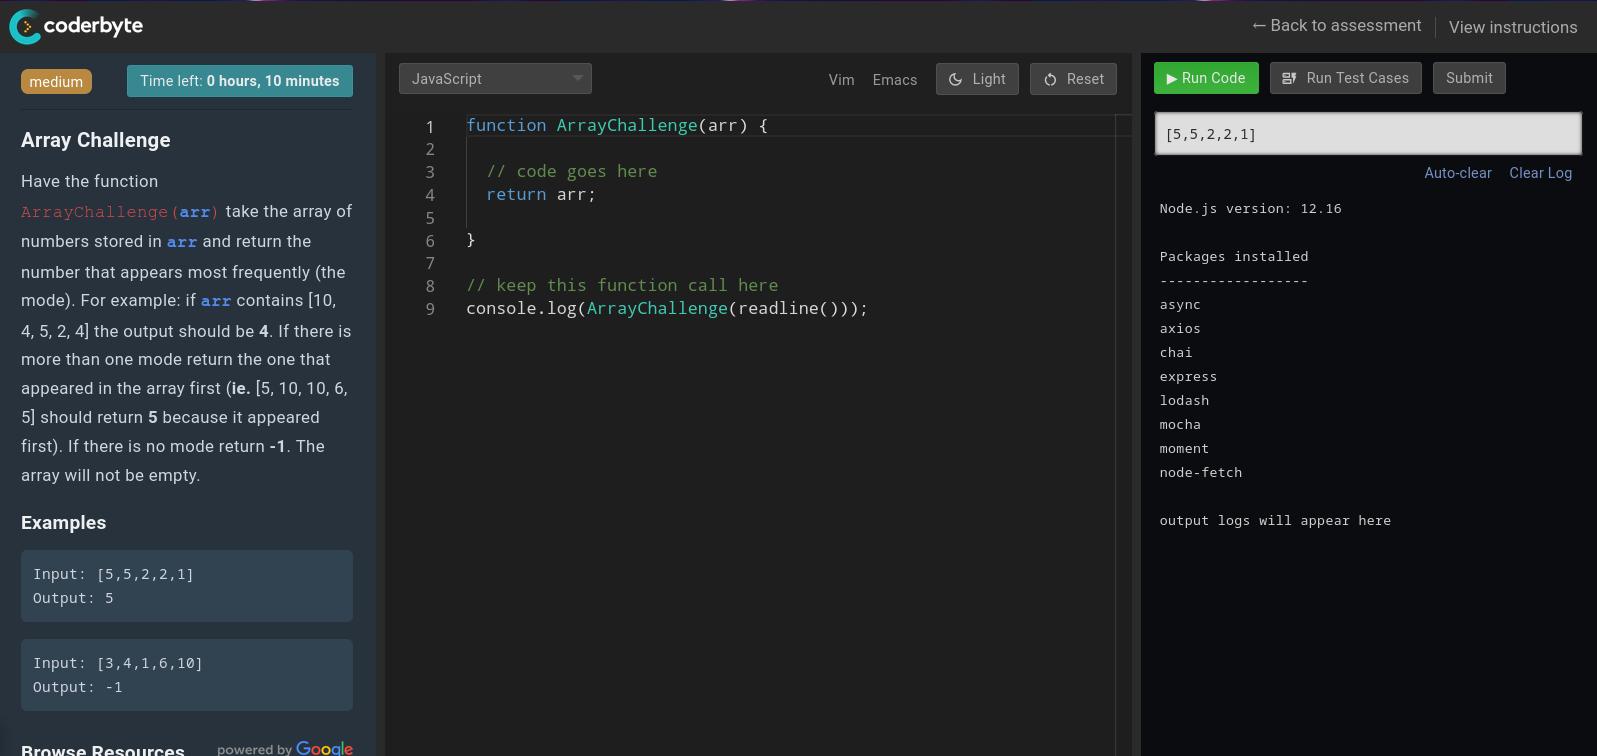 coderbyte
← Back to assessment
View instructions
medium
Time left: 0 hours, 10 minutes
Array Challenge
Have the function
ArrayChallenge(arr) take the array of
numbers stored in arr and return the
number that appears most frequently (the
mode). For example: if arr contains [10,
4, 5, 2, 4] the output should be 4. If there is
more than one mode return the one that
appeared in the array first (ie. [5, 10, 10, 6,
5] should return 5 because it appeared
first). If there is no mode return -1. The
array will not be empty.
Examples
Input: [5,5,2,2,1]
Output: 5
Input: [3,4,1,6,10]
Output: -1
Browse Resources
powered by Google
JavaScript
Vim
Emacs
Light
Reset
1 function ArrayChallenge(arr) {
2
3 // code goes here
4 return arr;
5
6 }
7
8 // keep this function call here
9 console.log(ArrayChallenge(readline()));
▶ Run Code
Run Test Cases
Submit
[5,5,2,2,1]
Auto-clear
Clear Log
Node.js version: 12.16
Packages installed
------------------
async
axios
chai
express
lodash
mocha
moment
node-fetch
output logs will appear here